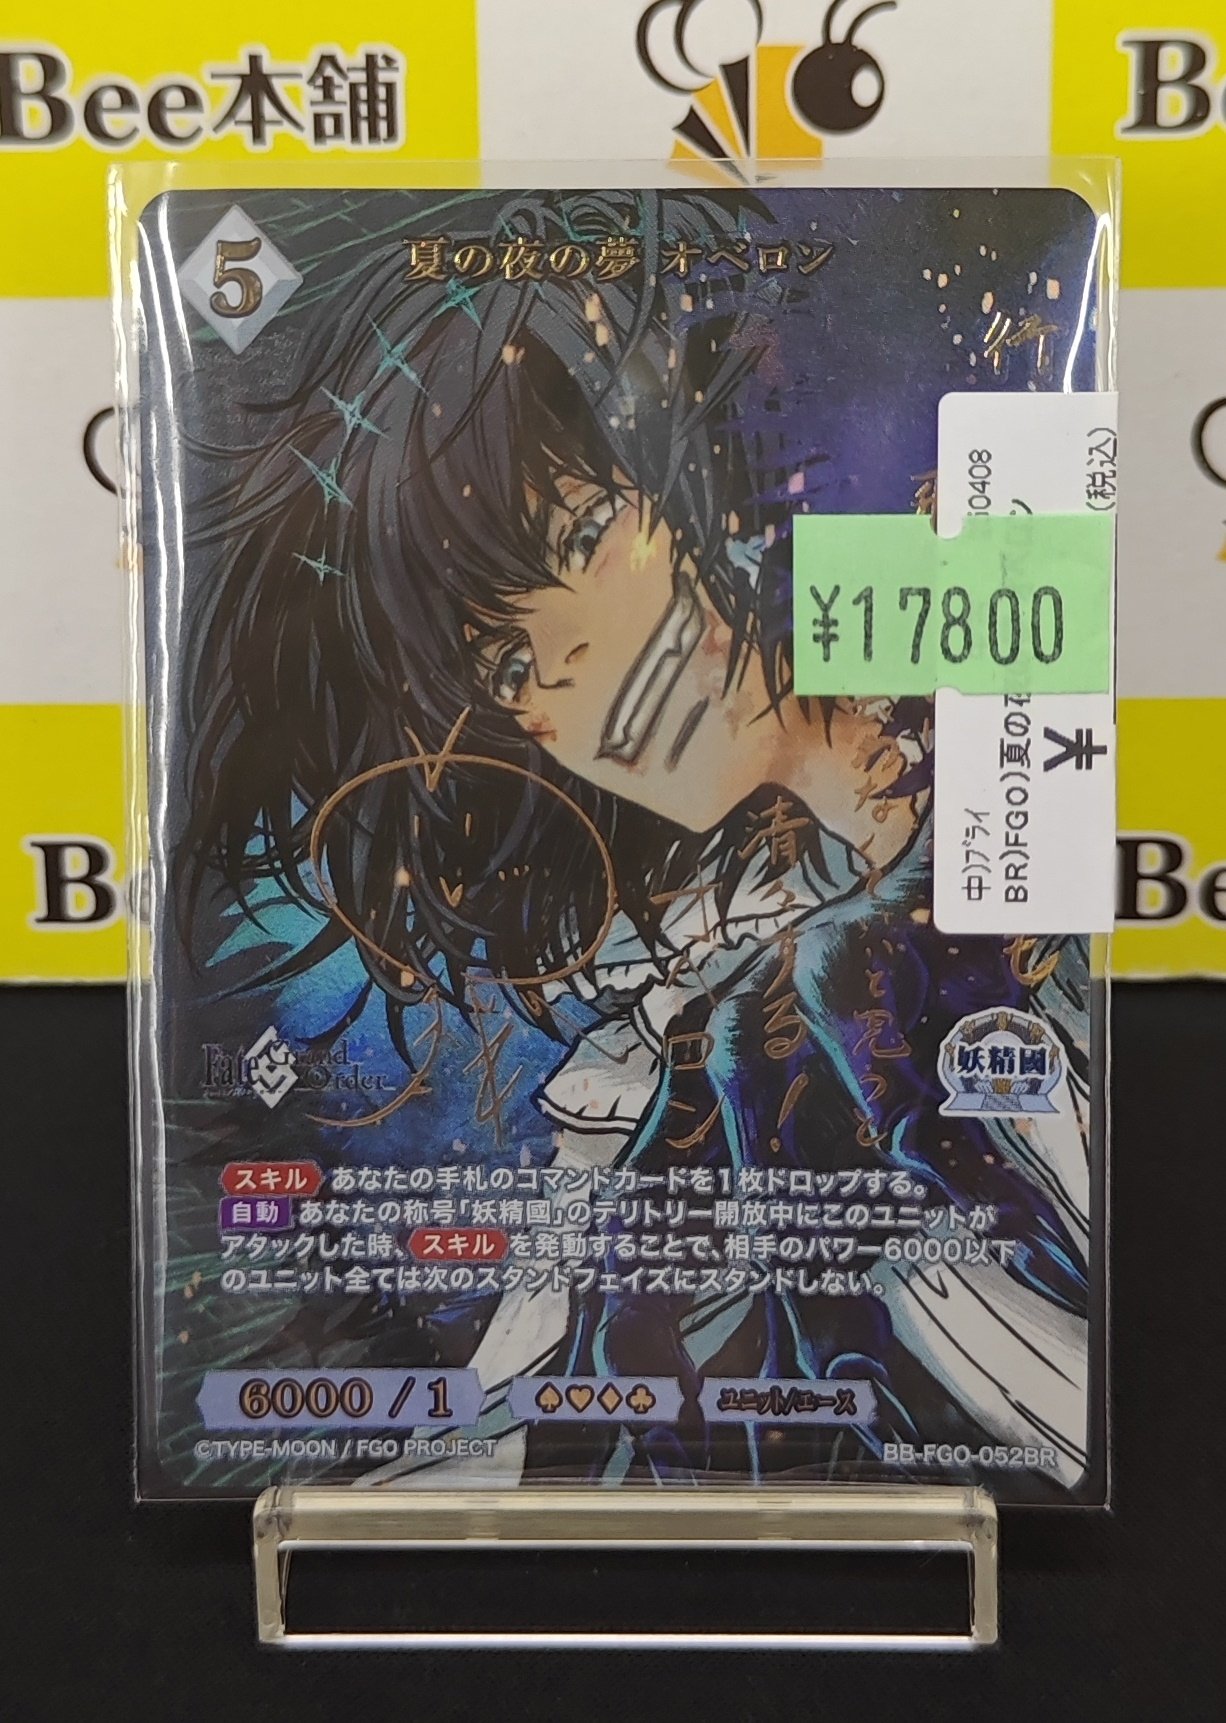 Bee本舗
5
夏の夜の夢 オベロン
¥17800
(税込)
中)ブライ
BR)FGO)夏の夜
¥
オベロン
Fate Grand Order
妖精國
スキル あなたの手札のコマンドカードを1枚ドロップする。
自動 あなたの称号「妖精國」のテリトリー開放中にこのユニットが
アタックした時、スキル を発動することで、相手のパワー6000以下
のユニット全ては次のスタンドフェイズにスタンドしない。
6000 / 1
♠♥♦♣
ユニット/エース
©TYPE-MOON / FGO PROJECT
BB-FGO-052BR